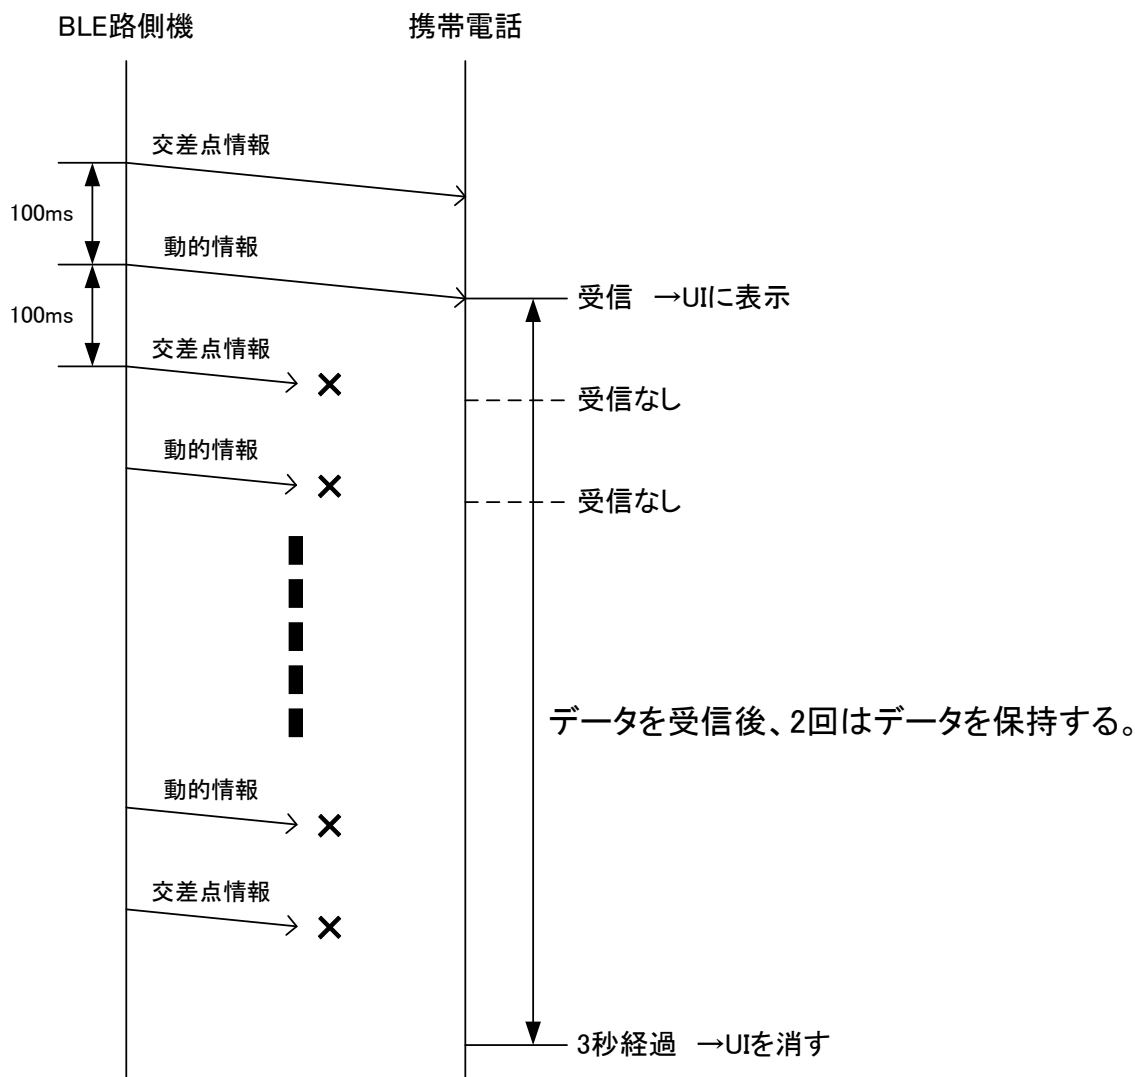 BLE路側機
携帯電話
交差点情報
100ms
動的情報
受信 →UIに表示
100ms
交差点情報
受信なし
動的情報
受信なし
データを受信後、2回はデータを保持する。
動的情報
交差点情報
3秒経過 →UIを消す